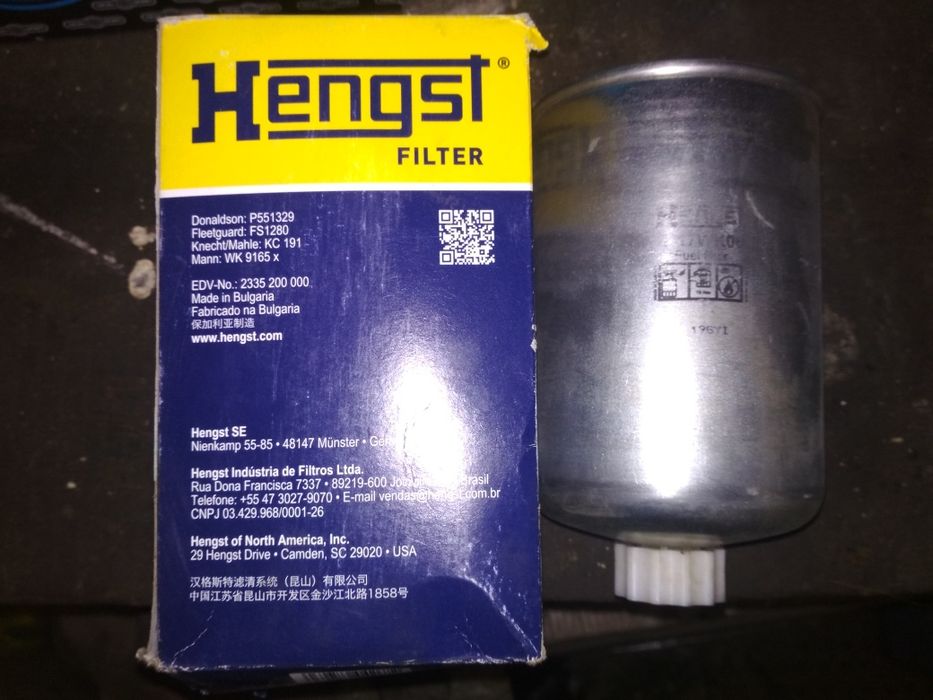 Hengst®
FILTER
Donaldson: P551329
Fleetguard: FS1280
Knecht/Mahle: KC 191
Mann: WK 9165 x
EDV-No.: 2335 200 000
Made in Bulgaria
Fabricado na Bulgaria
保加利亚制造
www.hengst.com
Hengst SE
Nienkamp 55-85 • 48147 Münster •
Hengst Indústria de Filtros Ltda.
Rua Dona Francisca 7337 • 89219-600 Brasil
Telefone: +55 47 3027-9070 • E-mail vendas@hengst.com.br
CNPJ 03.429.968/0001-26
Hengst of North America, Inc.
29 Hengst Drive • Camden, SC 29020 • USA
汉格斯特滤清系统（昆山）有限公司
中国江苏省昆山市开发区金沙江北路1858号